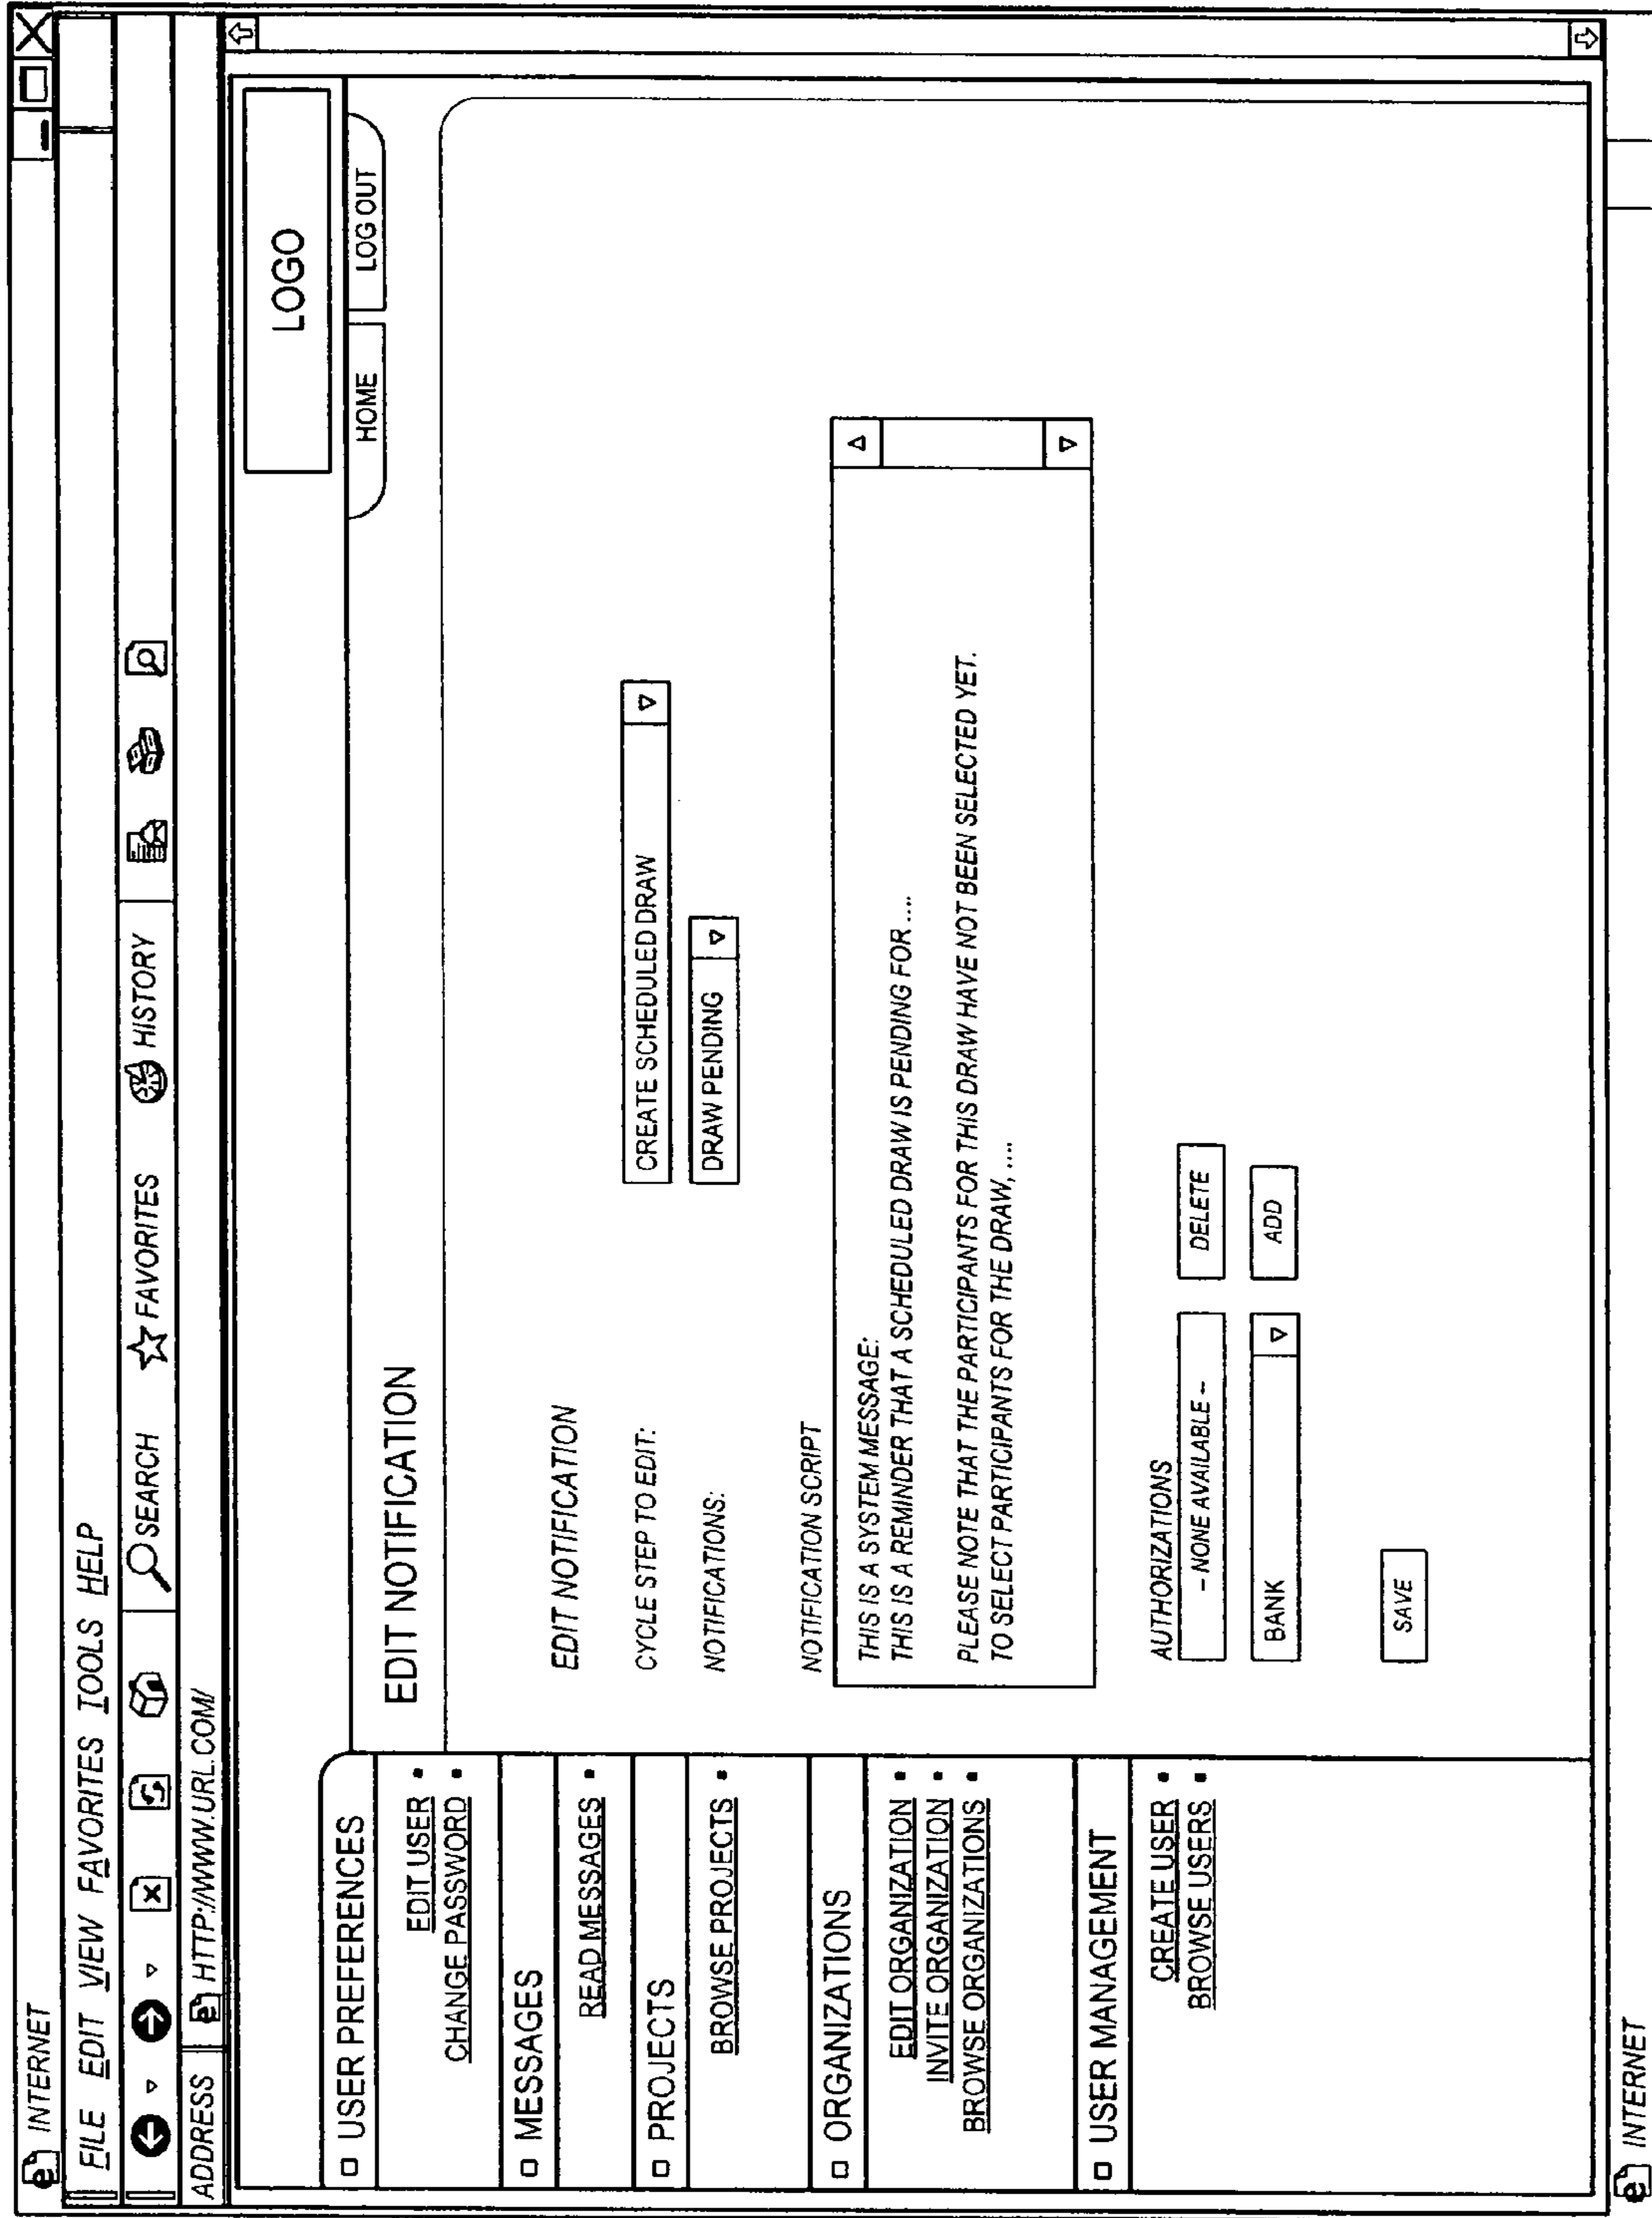 INTERNET
FILE EDIT VIEW FAVORITES TOOLS HELP
SEARCH FAVORITES HISTORY
ADDRESS HTTP://WWW.URL.COM/
LOGO
HOME LOG OUT
USER PREFERENCES
EDIT USER
CHANGE PASSWORD
MESSAGES
READ MESSAGES
PROJECTS
BROWSE PROJECTS
ORGANIZATIONS
EDIT ORGANIZATION
INVITE ORGANIZATION
BROWSE ORGANIZATIONS
USER MANAGEMENT
CREATE USER
BROWSE USERS
EDIT NOTIFICATION
EDIT NOTIFICATION
CYCLE STEP TO EDIT: CREATE SCHEDULED DRAW
NOTIFICATIONS: DRAW PENDING
NOTIFICATION SCRIPT
THIS IS A SYSTEM MESSAGE:
THIS IS A REMINDER THAT A SCHEDULED DRAW IS PENDING FOR ....
PLEASE NOTE THAT THE PARTICIPANTS FOR THIS DRAW HAVE NOT BEEN SELECTED YET.
TO SELECT PARTICIPANTS FOR THE DRAW, ....
AUTHORIZATIONS
– NONE AVAILABLE – DELETE
BANK ADD
SAVE
INTERNET